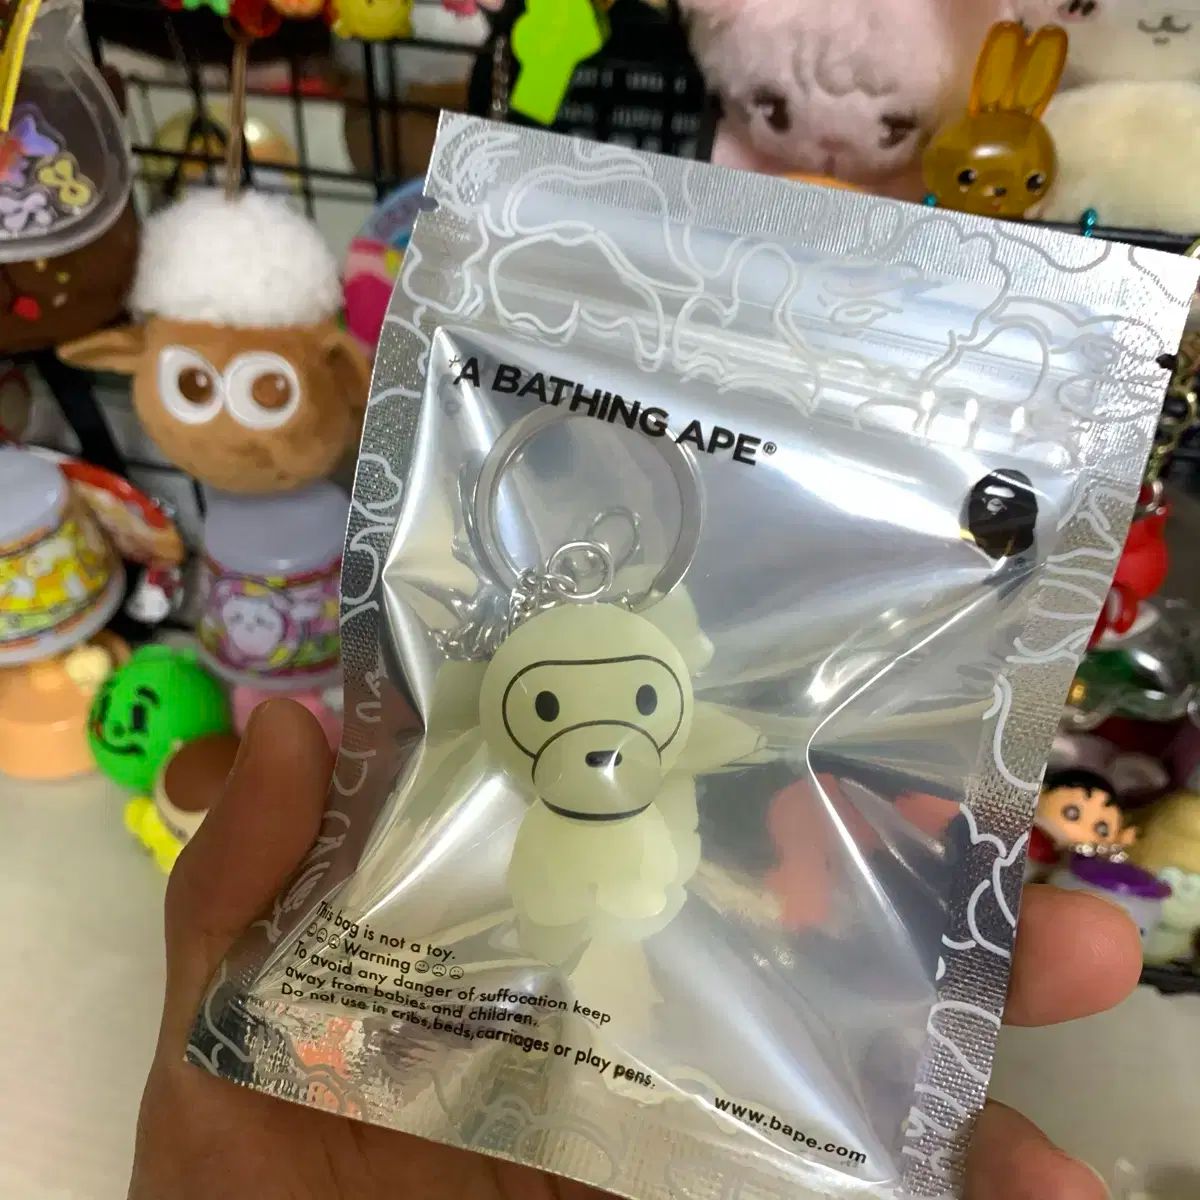 *A BATHING APE®
This bag is not a toy.
Warning
To avoid any danger of suffocation keep
away from babies and children.
Do not use in cribs,beds,carriages or play pens.
www.bape.com